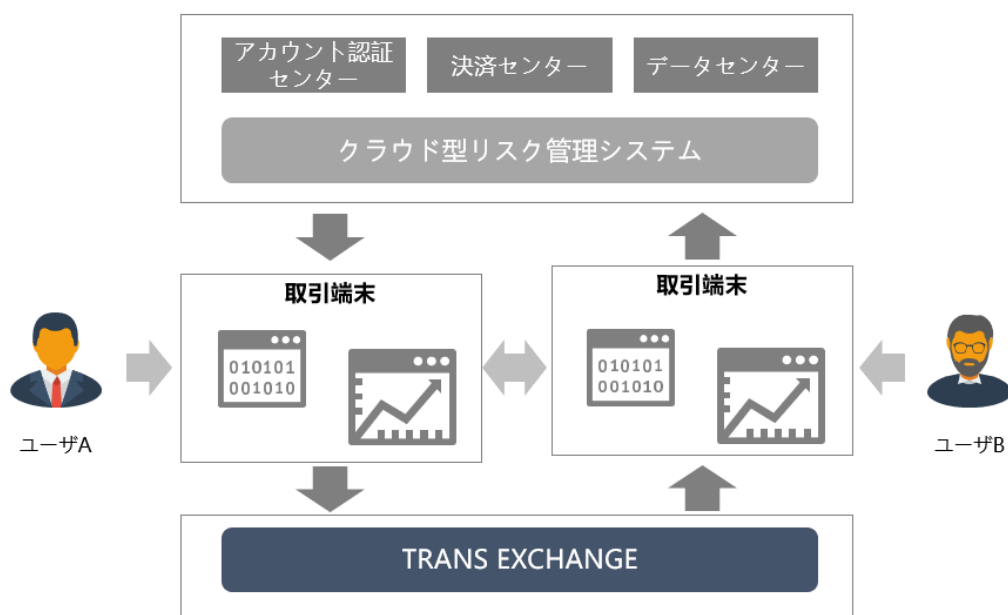 アカウント認証
センター
決済センター
データセンター
クラウド型リスク管理システム
取引端末
取引端末
010101
001010
010101
001010
ユーザA
ユーザB
TRANS EXCHANGE